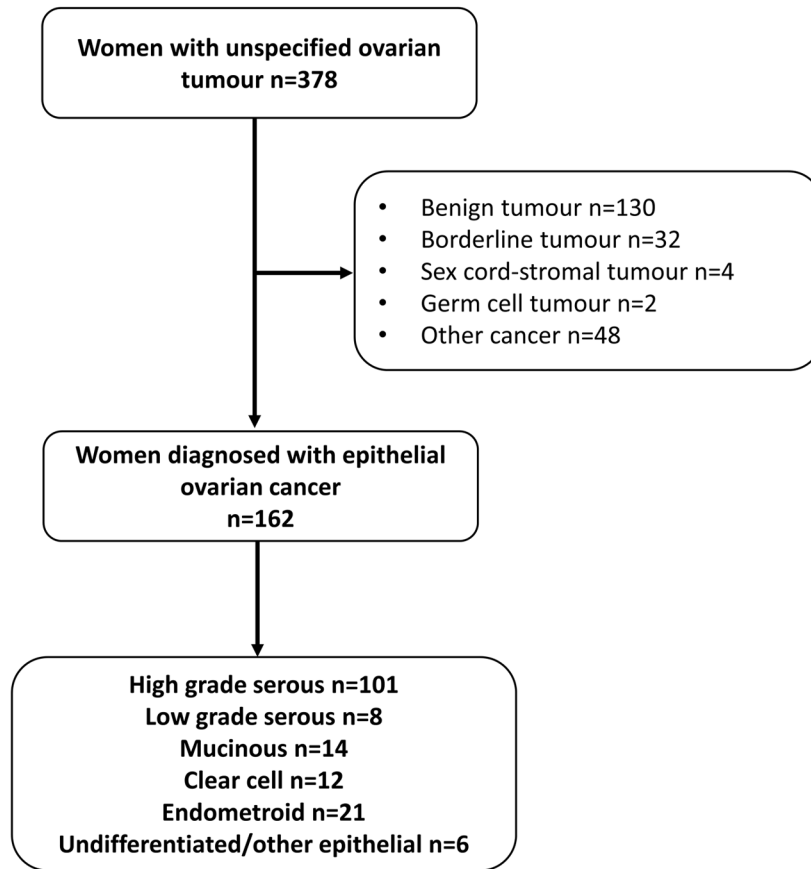 Women with unspecified ovarian
tumour n=378
• Benign tumour n=130
• Borderline tumour n=32
• Sex cord-stromal tumour n=4
• Germ cell tumour n=2
• Other cancer n=48
Women diagnosed with epithelial
ovarian cancer
n=162
High grade serous n=101
Low grade serous n=8
Mucinous n=14
Clear cell n=12
Endometroid n=21
Undifferentiated/other epithelial n=6